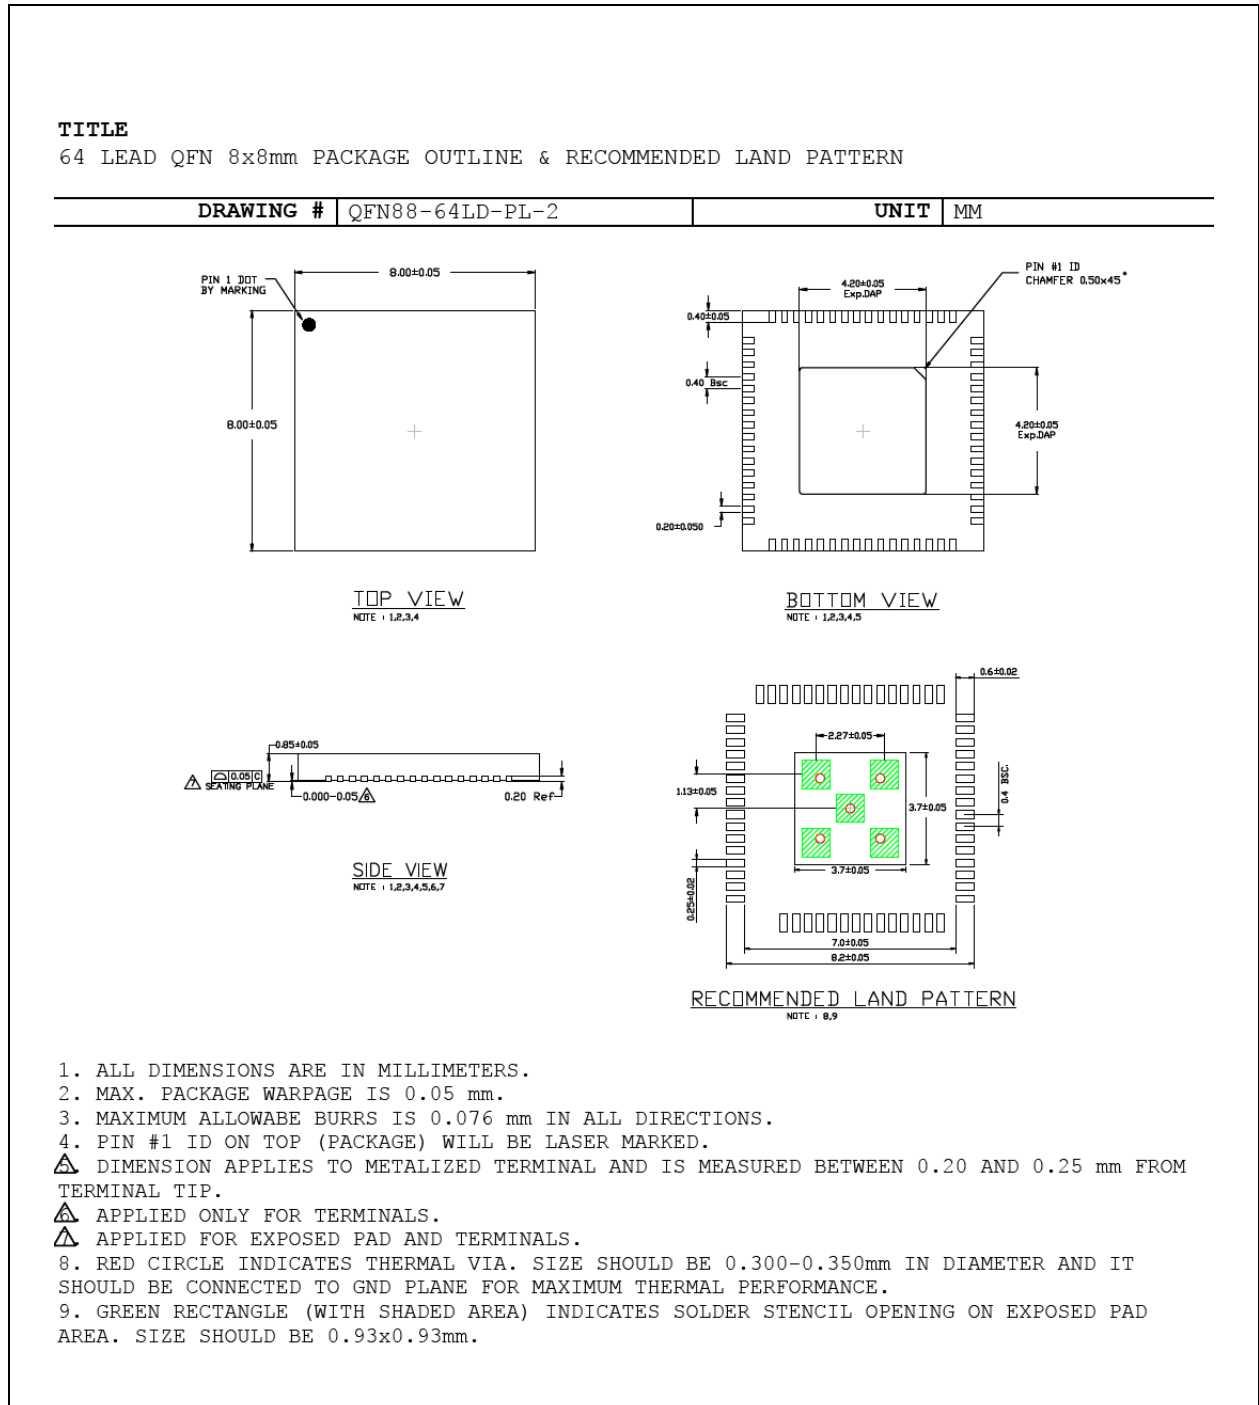 TITLE
64 LEAD QFN 8x8mm PACKAGE OUTLINE & RECOMMENDED LAND PATTERN
DRAWING # QFN88-64LD-PL-2 UNIT MM
PIN 1 DOT
BY MARKING
8.00±0.05
8.00±0.05
TOP VIEW
NOTE : 1,2,3,4
4.20±0.05
Exp.DAP
PIN #1 ID
CHAMFER 0.50x45°
0.40±0.05
0.40 Bsc
4.20±0.05
Exp.DAP
0.20±0.050
BOTTOM VIEW
NOTE : 1,2,3,4,5
0.85±0.05
7
0.05 C
SEATING PLANE
0.000-0.05
6
0.20 Ref
SIDE VIEW
NOTE : 1,2,3,4,5,6,7
0.6±0.02
2.27±0.05
1.13±0.05
3.7±0.05
0.4 BSC.
3.7±0.05
0.25±0.02
7.0±0.05
8.2±0.05
RECOMMENDED LAND PATTERN
NOTE : 8,9
1. ALL DIMENSIONS ARE IN MILLIMETERS.
2. MAX. PACKAGE WARPAGE IS 0.05 mm.
3. MAXIMUM ALLOWABE BURRS IS 0.076 mm IN ALL DIRECTIONS.
4. PIN #1 ID ON TOP (PACKAGE) WILL BE LASER MARKED.
5. DIMENSION APPLIES TO METALIZED TERMINAL AND IS MEASURED BETWEEN 0.20 AND 0.25 mm FROM
TERMINAL TIP.
6. APPLIED ONLY FOR TERMINALS.
7. APPLIED FOR EXPOSED PAD AND TERMINALS.
8. RED CIRCLE INDICATES THERMAL VIA. SIZE SHOULD BE 0.300-0.350mm IN DIAMETER AND IT
SHOULD BE CONNECTED TO GND PLANE FOR MAXIMUM THERMAL PERFORMANCE.
9. GREEN RECTANGLE (WITH SHADED AREA) INDICATES SOLDER STENCIL OPENING ON EXPOSED PAD
AREA. SIZE SHOULD BE 0.93x0.93mm.